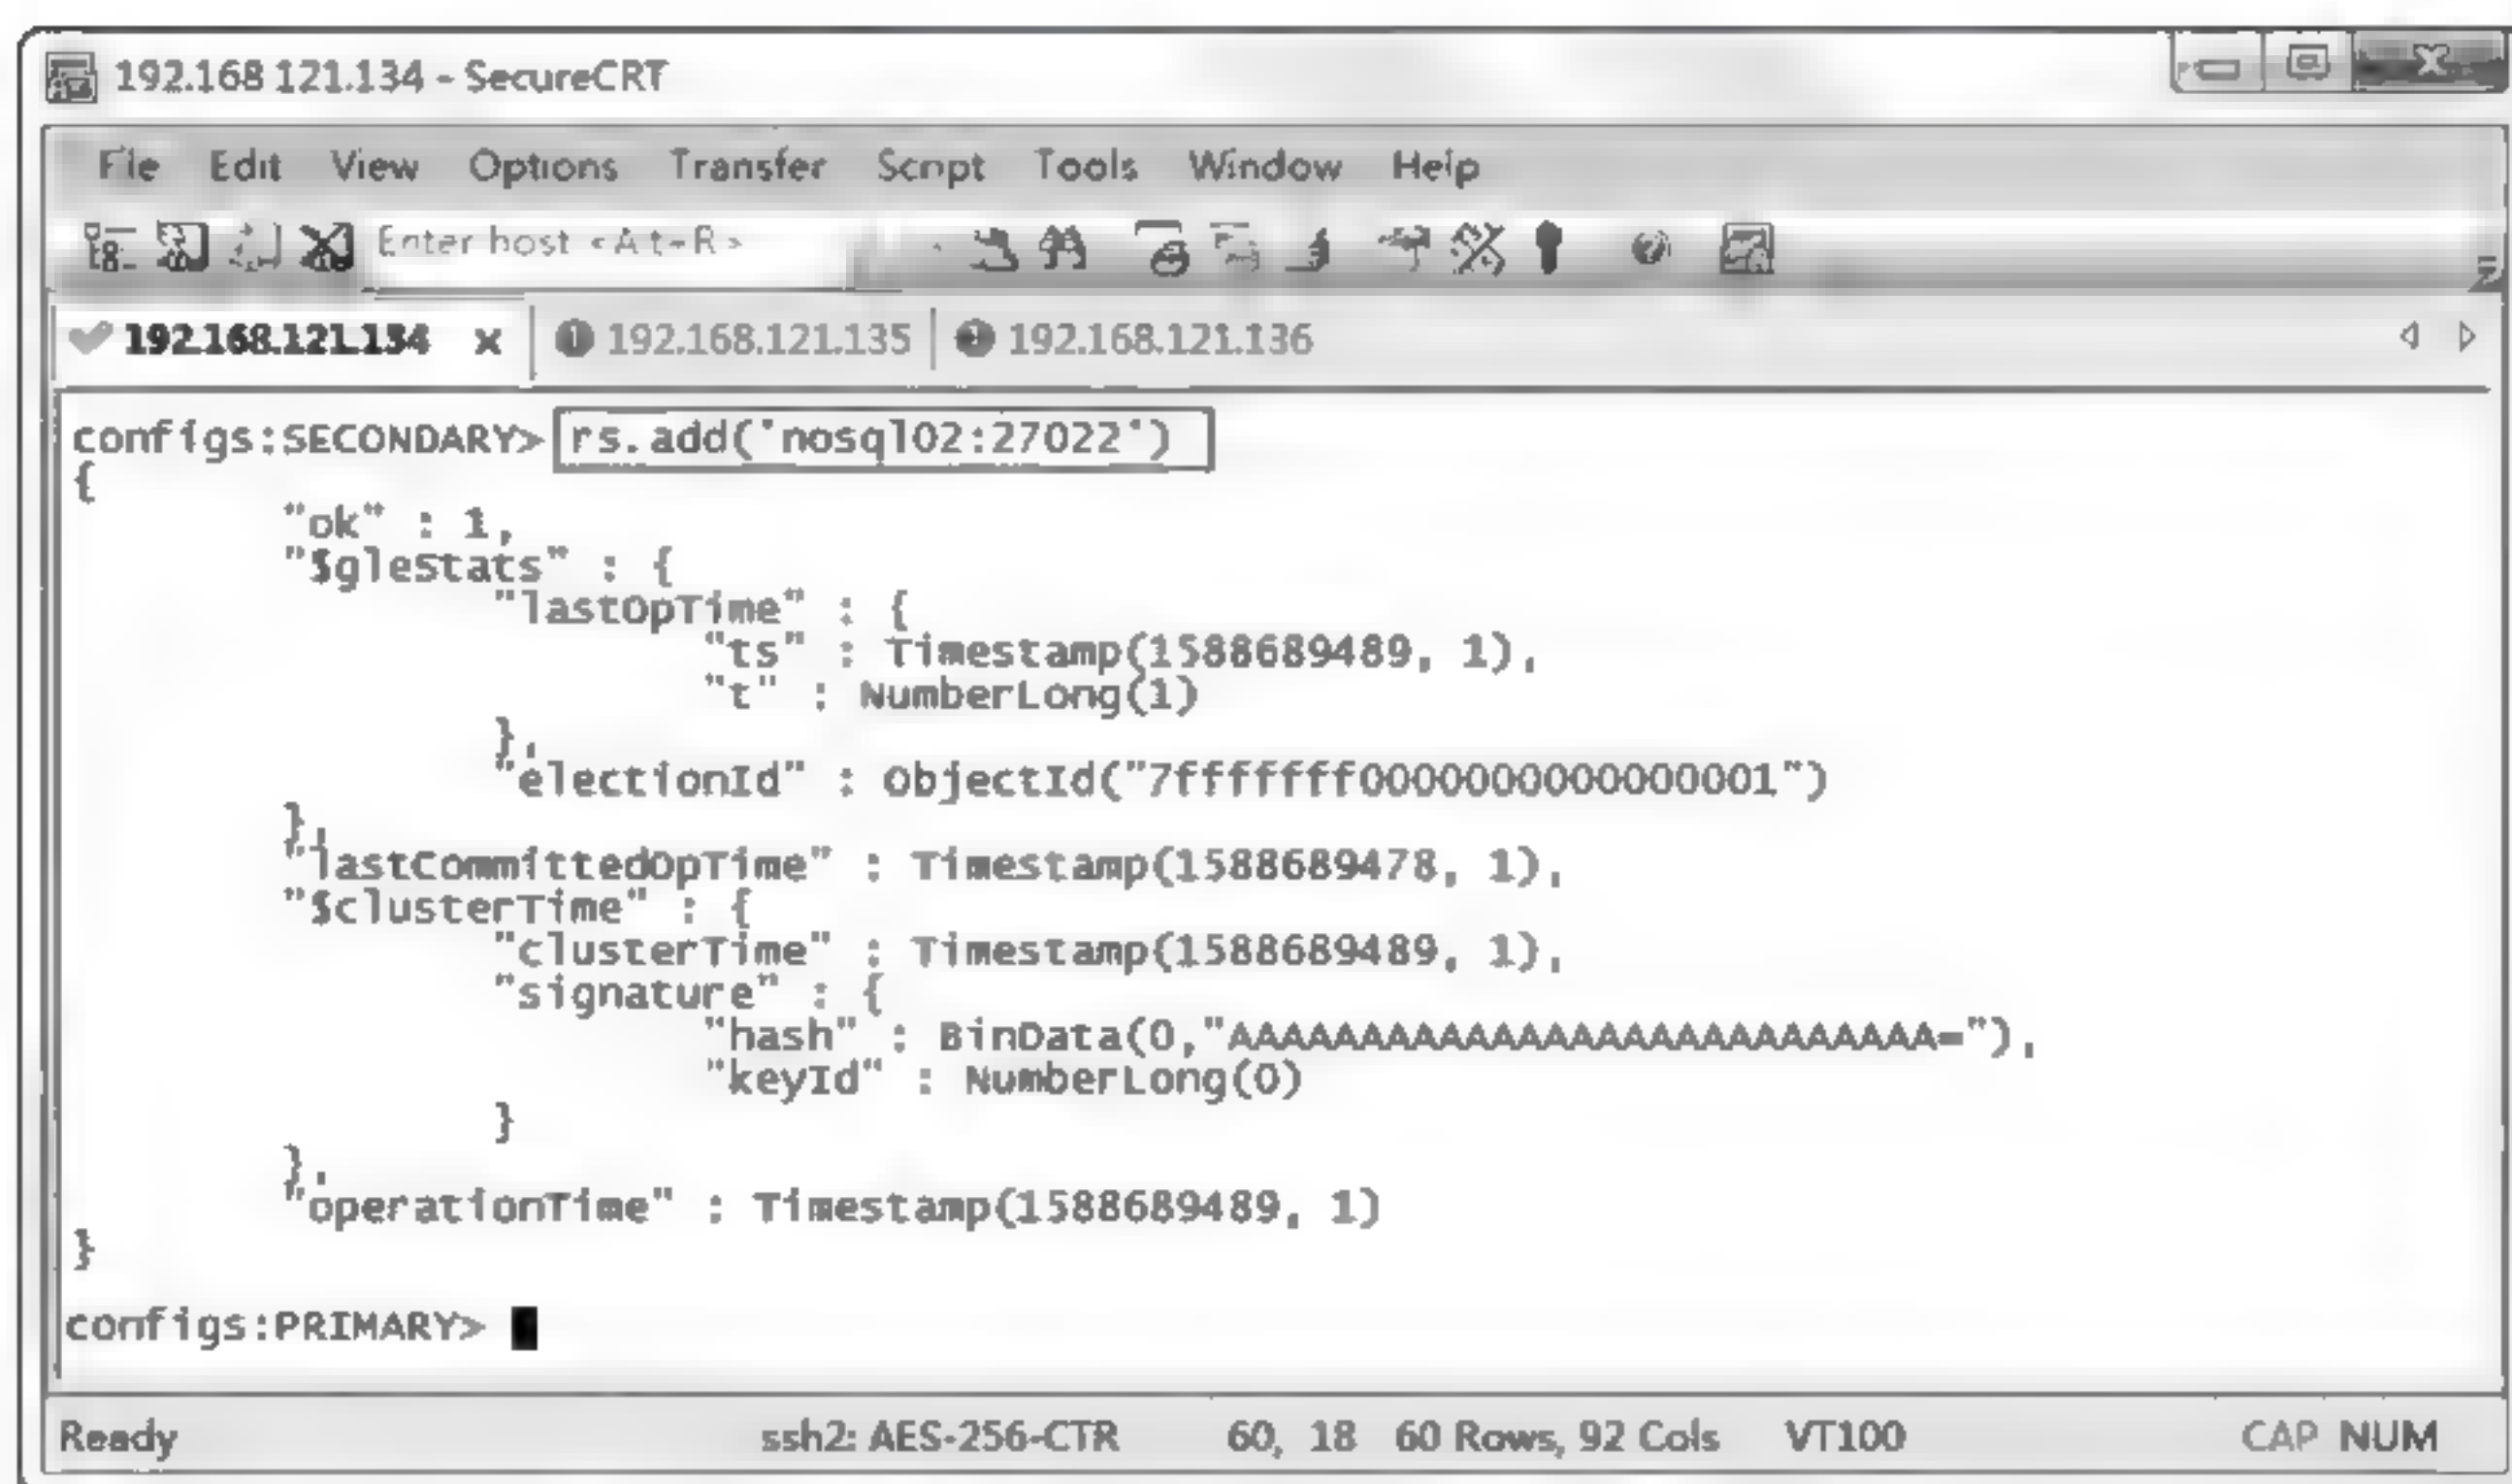 192.168.121.134 - SecureCRT
File Edit View Options Transfer Script Tools Window Help
Enter host <Alt+R>
192.168.121.134 x 1 192.168.121.135 192.168.121.136
configs:SECONDARY> rs.add('nosql02:27022')
{
"ok" : 1,
"$gleStats" : {
"lastOpTime" : {
"ts" : Timestamp(1588689489, 1),
"t" : NumberLong(1)
},
"electionId" : ObjectId("7fffffff0000000000000001")
},
"lastCommittedOpTime" : Timestamp(1588689478, 1),
"$clusterTime" : {
"clusterTime" : Timestamp(1588689489, 1),
"signature" : {
"hash" : BinData(0,"AAAAAAAAAAAAAAAAAAAAAAAAAAA="),
"keyId" : NumberLong(0)
}
},
"operationTime" : Timestamp(1588689489, 1)
}
configs:PRIMARY>
Ready ssh2: AES-256-CTR 60, 18 60 Rows, 92 Cols VT100 CAP NUM